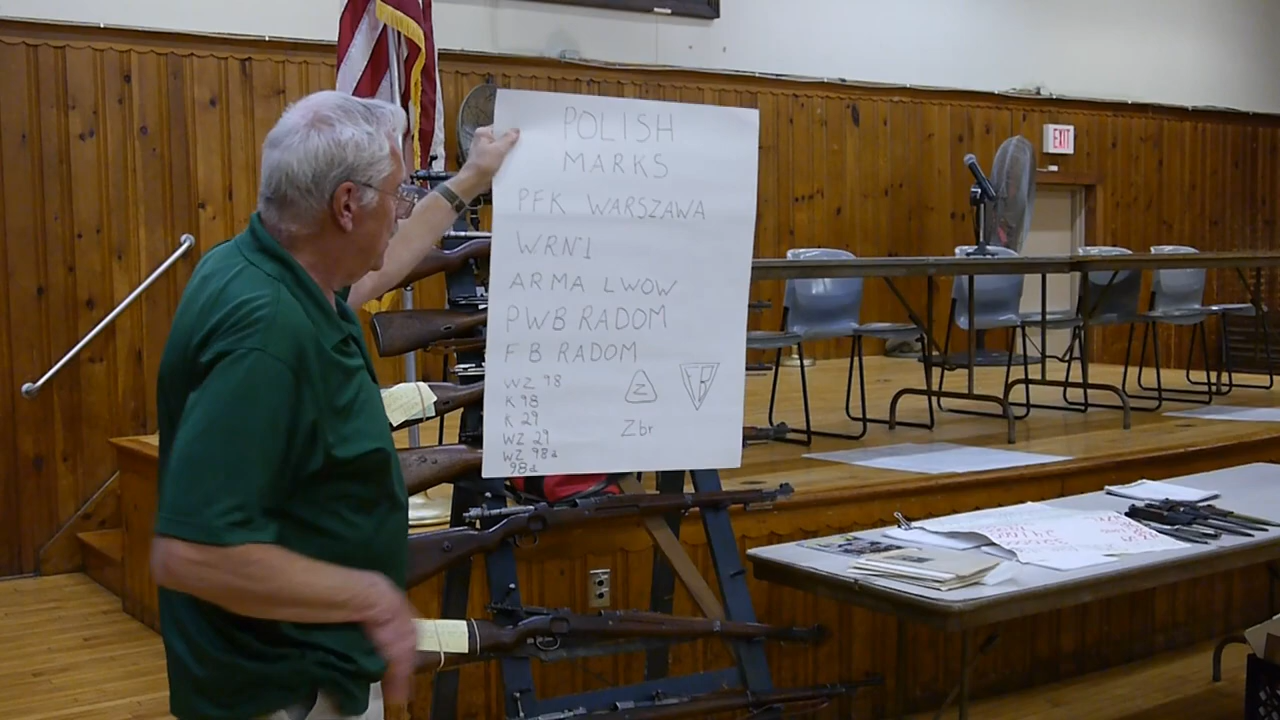 POLISH
MARKS
PFK WARSZAWA
WRN1
ARMA LWOW
PWB RADOM
FB RADOM
WZ 98
K 98
K 29
WZ 29
WZ 98a
98a
Z
FB
Zbr
EXIT